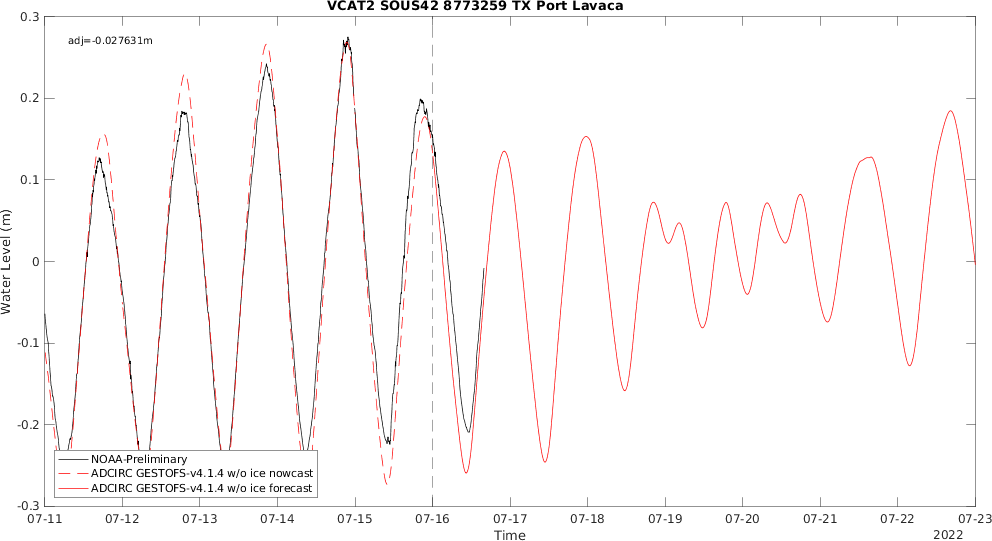 VCAT2 SOUS42 8773259 TX Port Lavaca
adj=-0.027631m
0.3
0.2
0.1
0
-0.1
-0.2
-0.3
Water Level (m)
NOAA-Preliminary
ADCIRC GESTOFS-v4.1.4 w/o ice nowcast
ADCIRC GESTOFS-v4.1.4 w/o ice forecast
07-11 07-12 07-13 07-14 07-15 07-16 07-17 07-18 07-19 07-20 07-21 07-22 07-23
Time
2022